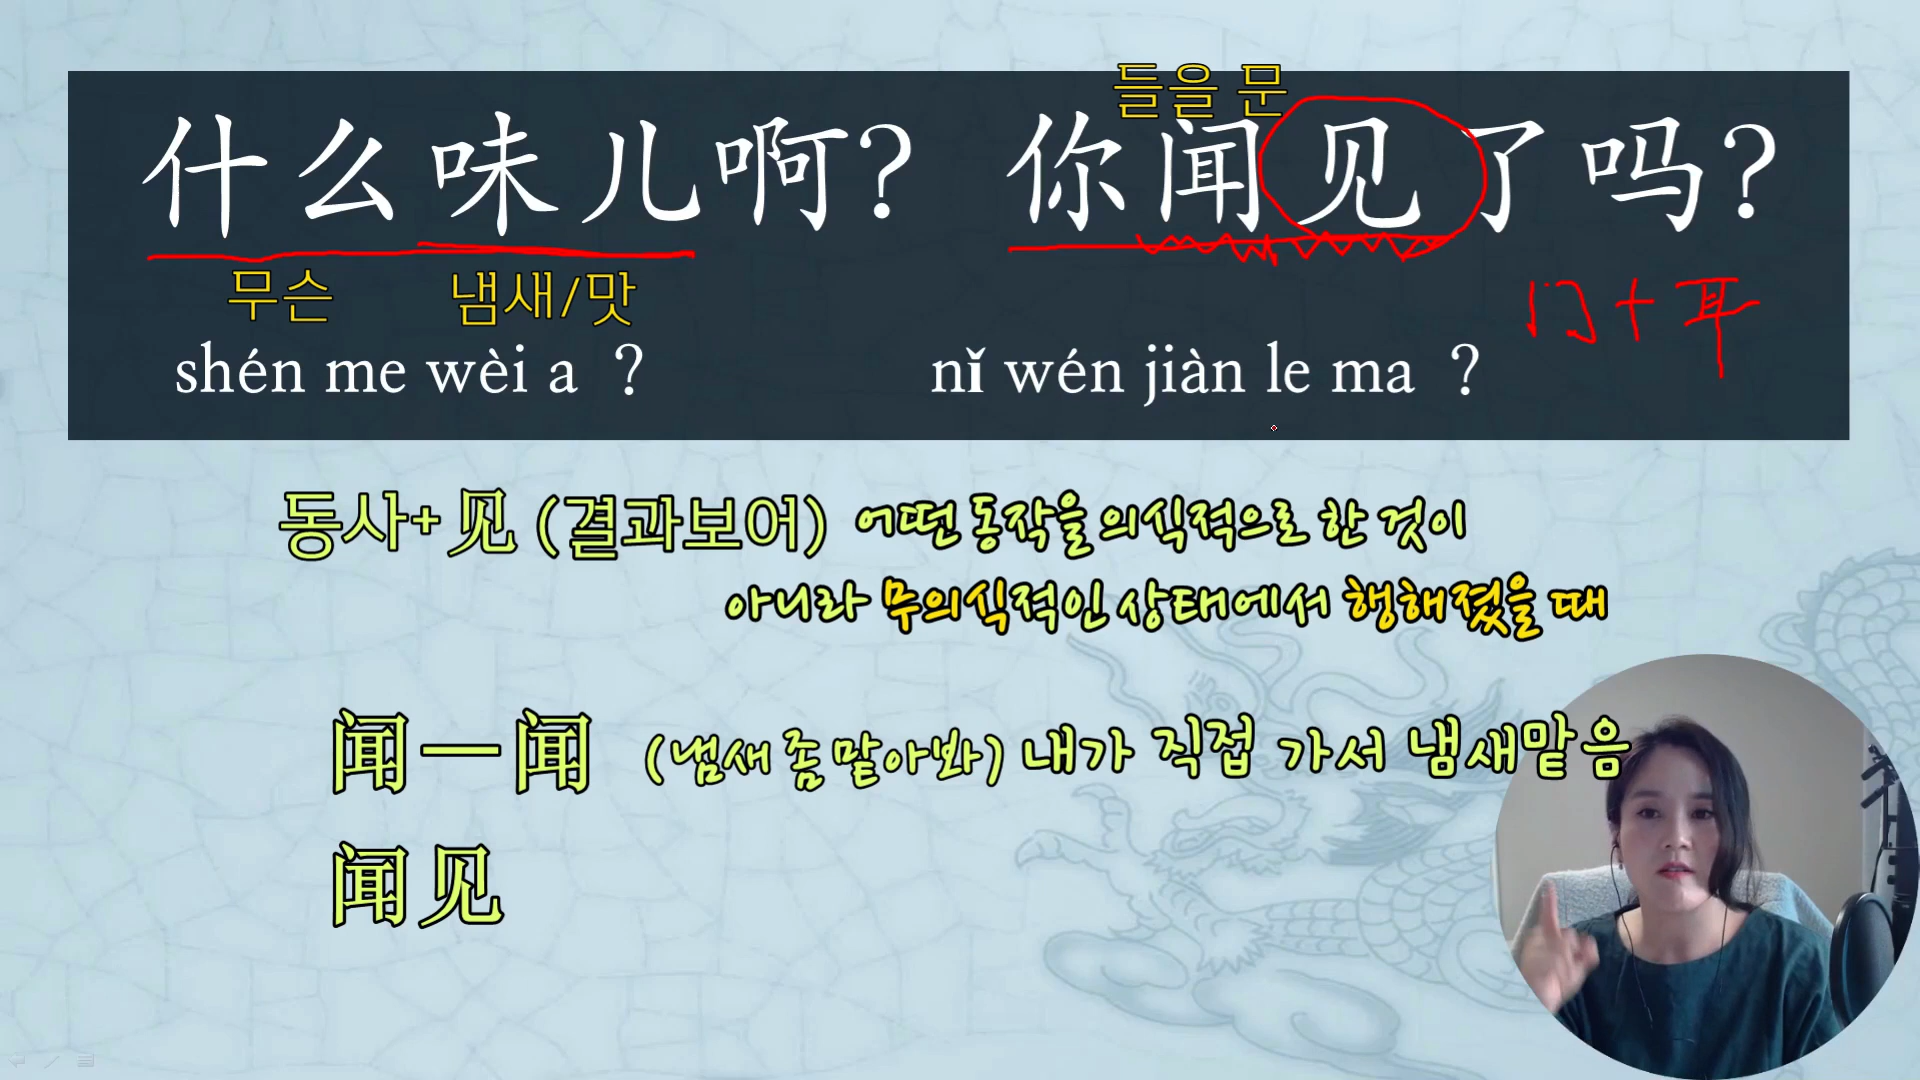 들을 문
什么味儿啊? 你闻见了吗?
무슨 냄새/맛
门+耳
shén me wèi a ? nǐ wén jiàn le ma ?
동사+见 (결과보어) 어떤 동작을 의식적으로 한 것이
아니라 무의식적인 상태에서 행해졌을 때
闻一闻 (냄새 좀 맡아봐) 내가 직접 가서 냄새맡음
闻见